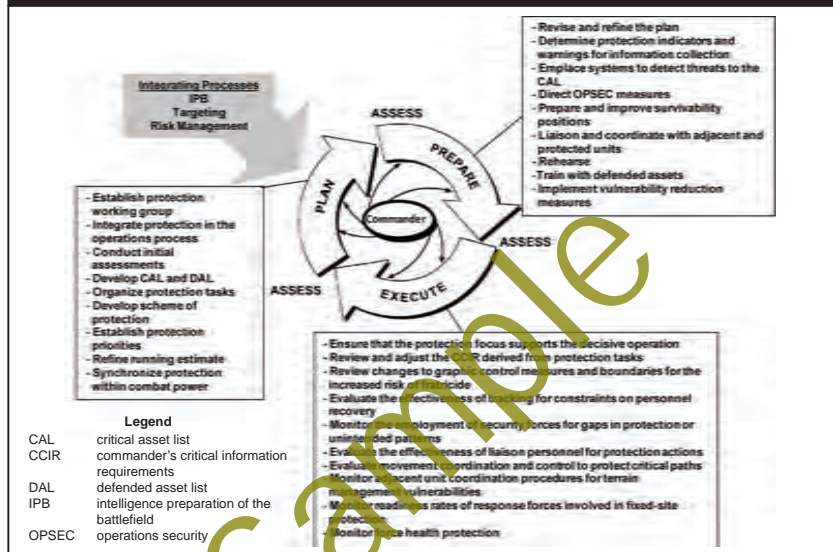 Integrating Processes
IPB
Targeting
Risk Management
- Revise and refine the plan
- Determine protection indicators and
warnings for information collection
- Emplace systems to detect threats to the
CAL
- Direct OPSEC measures
- Prepare and improve survivability
positions
- Liaison and coordinate with adjacent and
protected units
- Rehearse
- Train with defended assets
- Implement vulnerability reduction
measures
ASSESS
PREPARE
PLAN
Commander
ASSESS
EXECUTE
ASSESS
- Establish protection
working group
- Integrate protection in the
operations process
- Conduct initial
assessments
- Develop CAL and DAL
- Organize protection tasks
- Develop scheme of
protection
- Establish protection
priorities
- Refine running estimate
- Synchronize protection
within combat power
- Ensure that the protection focus supports the decisive operation
- Review and adjust the CCIR derived from protection tasks
- Review changes to graphic control measures and boundaries for the
increased risk of fratricide
- Evaluate the effectiveness of tracking for constraints on personnel
recovery
- Monitor the employment of security forces for gaps in protection or
unintended patterns
- Evaluate the effectiveness of liaison personnel for protection actions
- Evaluate movement coordination and control to protect critical paths
- Monitor adjacent unit coordination procedures for terrain
management vulnerabilities
- Monitor readiness rates of response forces involved in fixed-site
protection
- Monitor force health protection
Legend
CAL critical asset list
CCIR commander's critical information
requirements
DAL defended asset list
IPB intelligence preparation of the
battlefield
OPSEC operations security
Sample